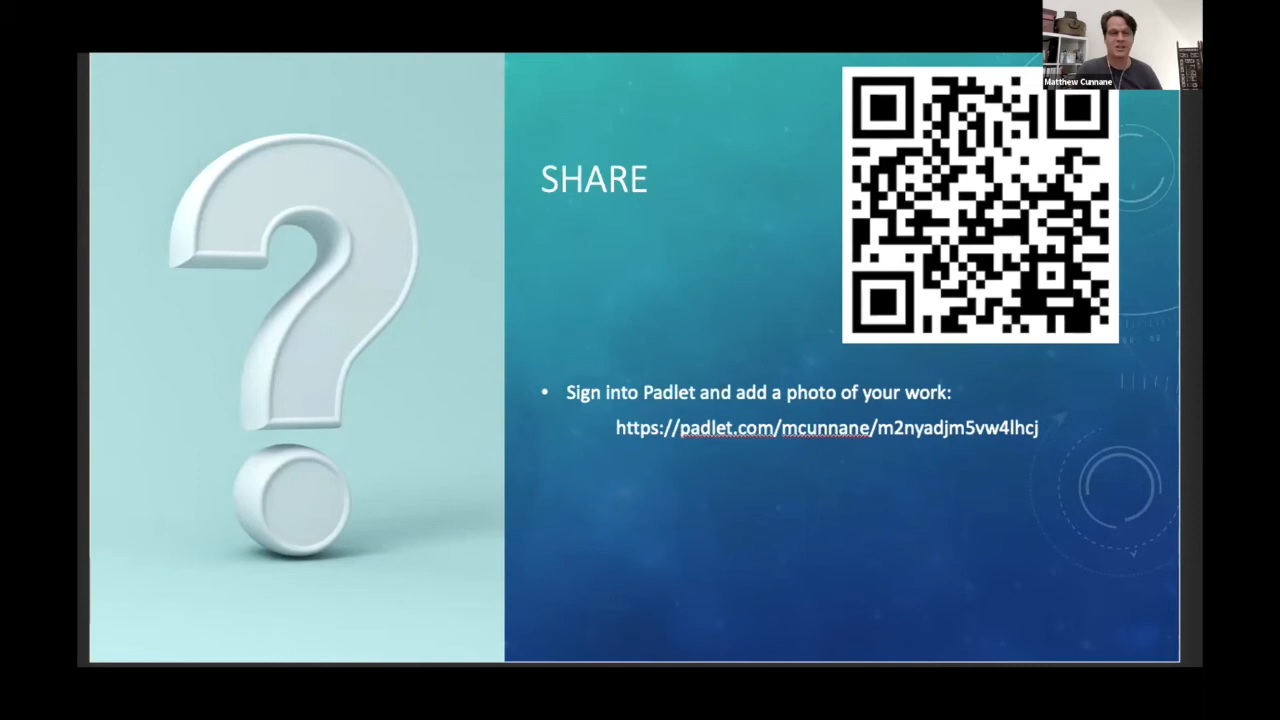 Matthew Cunnane
SHARE
• Sign into Padlet and add a photo of your work:
https://padlet.com/mcunnane/m2nyadjm5vw4lhcj